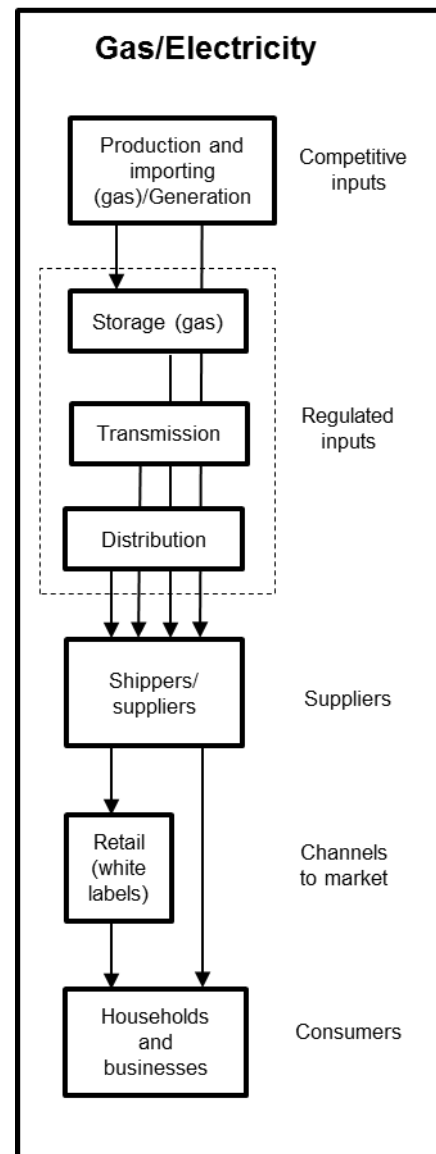 Gas/Electricity
Production and
importing
(gas)/Generation
Competitive
inputs
Storage (gas)
Transmission
Regulated
inputs
Distribution
Shippers/
suppliers
Suppliers
Retail
(white
labels)
Channels
to market
Households
and
businesses
Consumers